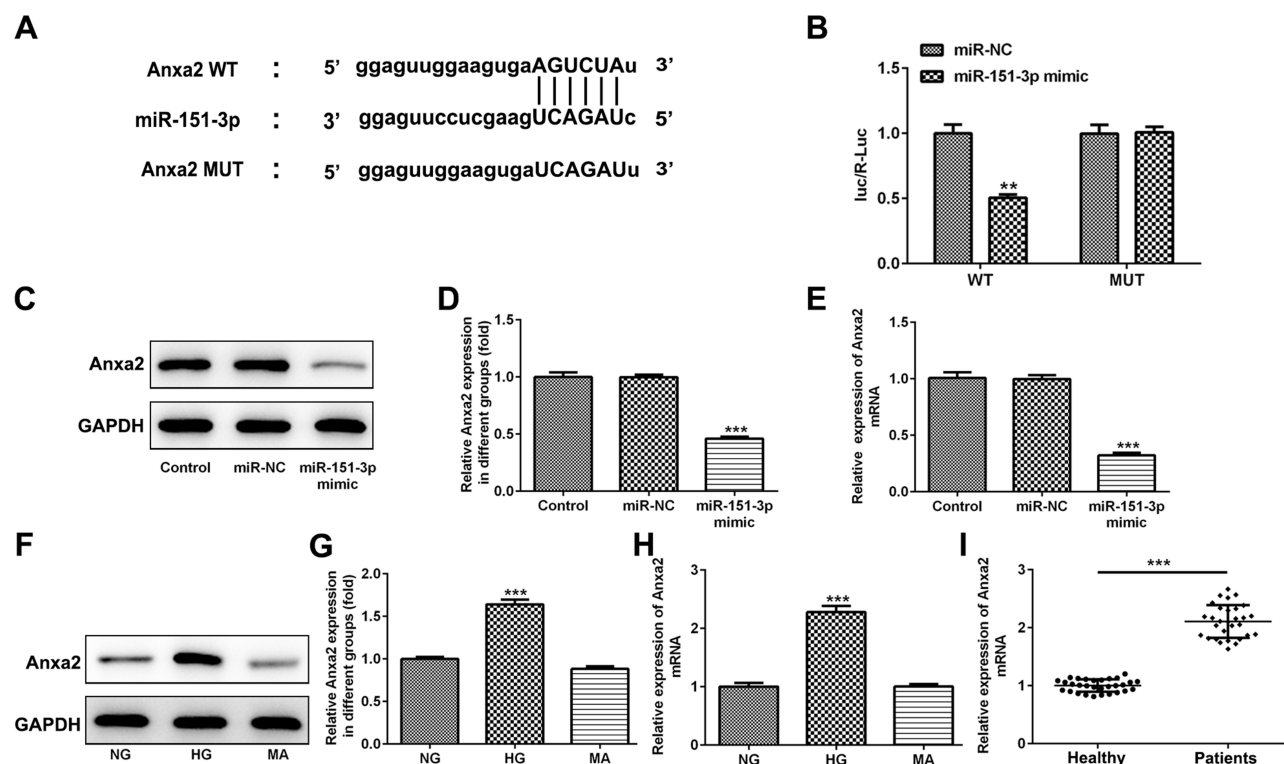 A
Anxa2 WT : 5’ ggaguuggaagugaAGUCUAu 3’
miR-151-3p : 3’ ggaguuccucgaagUCAGAUc 5’
Anxa2 MUT : 5’ ggaguuggaagugaUCAGAUu 3’
B
miR-NC
miR-151-3p mimic
luc/R-Luc
1.5
1.0
0.5
0.0
**
WT MUT
C
Anxa2
GAPDH
Control miR-NC miR-151-3p
mimic
D
Relative Anxa2 expression
in different groups (fold)
1.5
1.0
0.5
0.0
***
Control miR-NC miR-151-3p
mimic
E
Relative expression of Anxa2
mRNA
1.5
1.0
0.5
0.0
***
Control miR-NC miR-151-3p
mimic
F
Anxa2
GAPDH
NG HG MA
G
Relative Anxa2 expression
in different groups (fold)
2.0
1.5
1.0
0.5
0.0
***
NG HG MA
H
Relative expression of Anxa2
mRNA
3
2
1
0
***
NG HG MA
I
Relative expression of Anxa2
mRNA
3
2
1
0
***
Healthy Patients